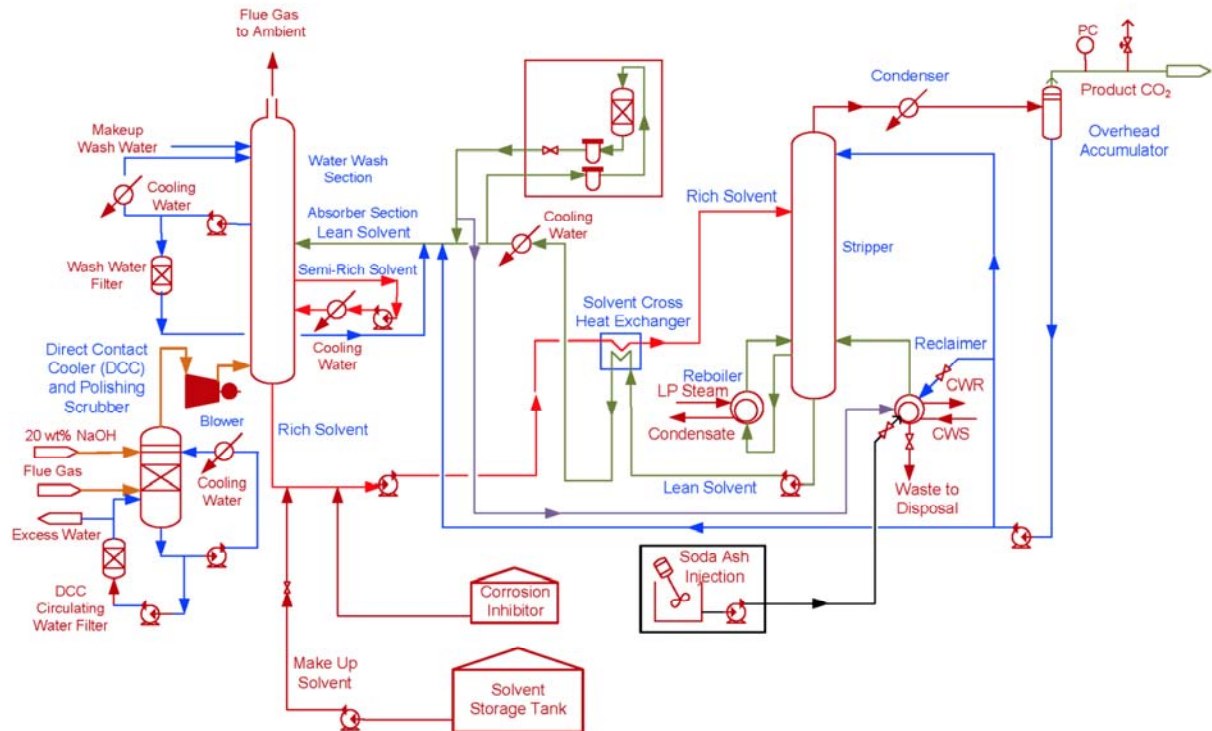 Flue Gas
to Ambient
PC
Condenser
Product CO₂
Makeup
Wash Water
Overhead
Accumulator
Water Wash
Section
Cooling
Water
Rich Solvent
Absorber Section
Lean Solvent
Cooling
Water
Stripper
Wash Water
Filter
Semi-Rich Solvent
Solvent Cross
Heat Exchanger
Cooling
Water
Direct Contact
Cooler (DCC)
and Polishing
Scrubber
Reclaimer
Reboiler
LP Steam
CWR
Blower
Condensate
CWS
20 wt% NaOH
Rich Solvent
Flue Gas
Cooling
Water
Lean Solvent
Waste to
Disposal
Excess Water
Soda Ash
Injection
DCC
Circulating
Water Filter
Corrosion
Inhibitor
Make Up
Solvent
Solvent
Storage Tank